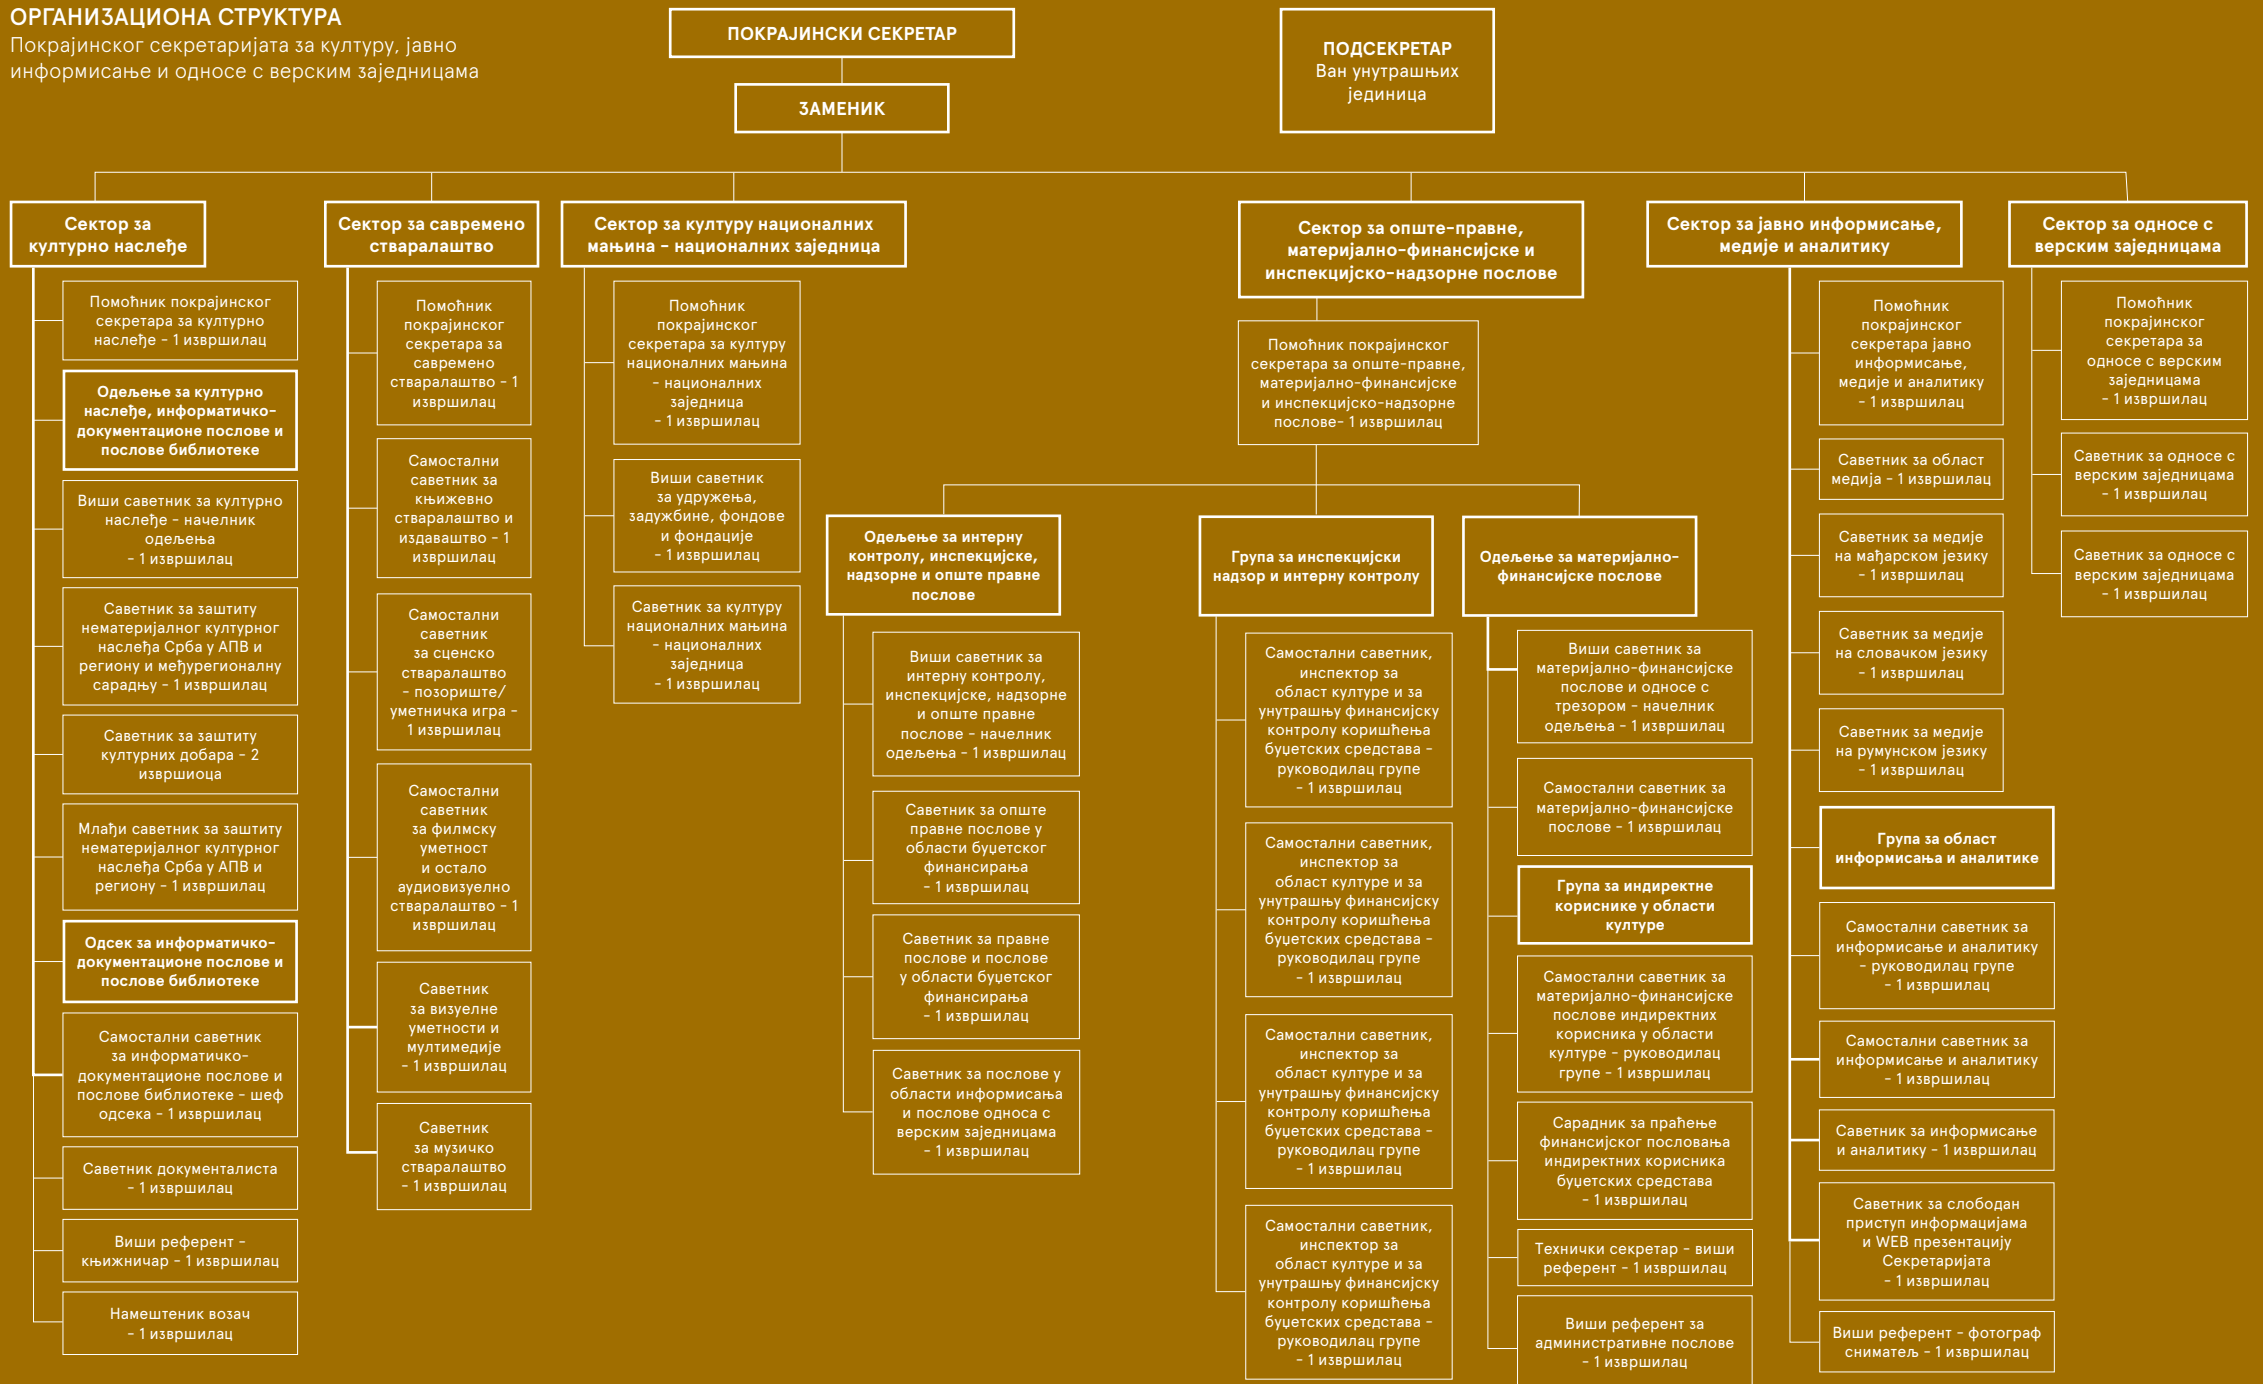 ОРГАНИЗАЦИОНА СТРУКТУРА
Покрајинског секретаријата за културу, јавно
информисање и односе с верским заједницама
ПОКРАЈИНСКИ СЕКРЕТАР
ЗАМЕНИК
ПОДСЕКРЕТАР
Ван унутрашњих
јединица
Сектор за
културно наслеђе
Помоћник покрајинског
секретара за културно
наслеђе - 1 извршилац
Одељење за културно
наслеђе, информатичко-
документационе послове и
послове библиотеке
Виши саветник за културно
наслеђе - начелник
одељења
- 1 извршилац
Саветник за заштиту
нематеријалног културног
наслеђа Срба у АПВ и
региону и међурегионалну
сарадњу - 1 извршилац
Саветник за заштиту
културних добара - 2
извршиоца
Млађи саветник за заштиту
нематеријалног културног
наслеђа Срба у АПВ и
региону - 1 извршилац
Одсек за информатичко-
документационе послове и
послове библиотеке
Самостални саветник
за информатичко-
документационе послове и
послове библиотеке - шеф
одсека - 1 извршилац
Саветник документалиста
- 1 извршилац
Виши референт -
књижничар - 1 извршилац
Намештеник возач
- 1 извршилац
Сектор за савремено
стваралаштво
Помоћник
покрајинског
секретара за
савремено
стваралаштво - 1
извршилац
Самостални
саветник за
књижевно
стваралаштво и
издаваштво - 1
извршилац
Самостални
саветник
за сценско
стваралаштво
- позориште/
уметничка игра -
1 извршилац
Самостални
саветник
за филмску
уметност
и остало
аудиовизуелно
стваралаштво - 1
извршилац
Саветник
за визуелне
уметности и
мултимедије
- 1 извршилац
Саветник
за музичко
стваралаштво
- 1 извршилац
Сектор за културу националних
мањина - националних заједница
Помоћник
покрајинског
секретара за културу
националних мањина
- националних
заједница
- 1 извршилац
Виши саветник
за удружења,
задужбине, фондове
и фондације
- 1 извршилац
Саветник за културу
националних мањина
- националних
заједница
- 1 извршилац
Сектор за опште-правне,
материјално-финансијске и
инспекцијско-надзорне послове
Помоћник покрајинског
секретара за опште-правне,
материјално-финансијске
и инспекцијско-надзорне
послове- 1 извршилац
Одељење за интерну
контролу, инспекцијске,
надзорне и опште правне
послове
Виши саветник за
интерну контролу,
инспекцијске, надзорне
и опште правне
послове - начелник
одељења - 1 извршилац
Саветник за опште
правне послове у
области буџетског
финансирања
- 1 извршилац
Саветник за правне
послове и послове
у области буџетског
финансирања
- 1 извршилац
Саветник за послове у
области информисања
и послове односа с
верским заједницама
- 1 извршилац
Група за инспекцијски
надзор и интерну контролу
Самостални саветник,
инспектор за
област културе и за
унутрашњу финансијску
контролу коришћења
буџетских средстава -
руководилац групе
- 1 извршилац
Самостални саветник,
инспектор за
област културе и за
унутрашњу финансијску
контролу коришћења
буџетских средстава -
руководилац групе
- 1 извршилац
Самостални саветник,
инспектор за
област културе и за
унутрашњу финансијску
контролу коришћења
буџетских средстава -
руководилац групе
- 1 извршилац
Самостални саветник,
инспектор за
област културе и за
унутрашњу финансијску
контролу коришћења
буџетских средстава -
руководилац групе
- 1 извршилац
Одељење за материјално-
финансијске послове
Виши саветник за
материјално-финансијске
послове и односе с
трезором - начелник
одељења - 1 извршилац
Самостални саветник за
материјално-финансијске
послове - 1 извршилац
Група за индиректне
кориснике у области
културе
Самостални саветник за
материјално-финансијске
послове индиректних
корисника у области
културе - руководилац
групе - 1 извршилац
Сарадник за праћење
финансијског пословања
индиректних корисника
буџетских средстава
- 1 извршилац
Технички секретар - виши
референт - 1 извршилац
Виши референт за
административне послове
- 1 извршилац
Сектор за јавно информисање,
медије и аналитику
Помоћник
покрајинског
секретара јавно
информисање,
медије и аналитику
- 1 извршилац
Саветник за област
медија - 1 извршилац
Саветник за медије
на мађарском језику
- 1 извршилац
Саветник за медије
на словачком језику
- 1 извршилац
Саветник за медије
на румунском језику
- 1 извршилац
Група за област
информисања и аналитике
Самостални саветник за
информисање и аналитику
- руководилац групе
- 1 извршилац
Самостални саветник за
информисање и аналитику
- 1 извршилац
Саветник за информисање
и аналитику - 1 извршилац
Саветник за слободан
приступ информацијама
и WEB презентацију
Секретаријата
- 1 извршилац
Виши референт - фотограф
сниматељ - 1 извршилац
Сектор за односе с
верским заједницама
Помоћник
покрајинског
секретара за
односе с верским
заједницама
- 1 извршилац
Саветник за односе с
верским заједницама
- 1 извршилац
Саветник за односе с
верским заједницама
- 1 извршилац